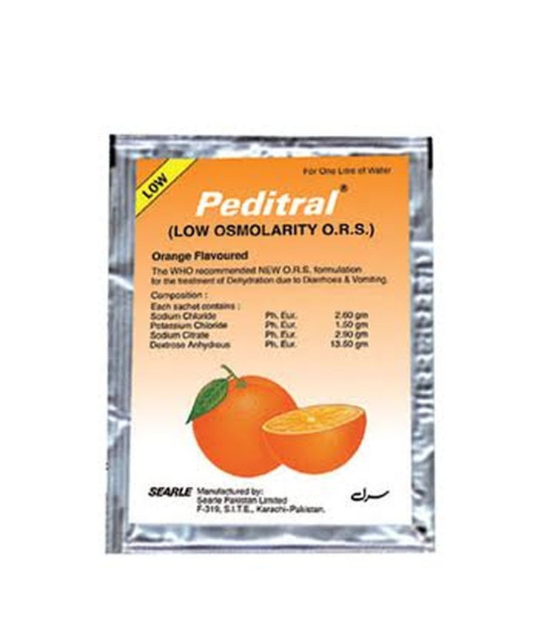 For One Litre of Water
LOW
Peditral®
(LOW OSMOLARITY O.R.S.)
Orange Flavoured
The WHO recommended NEW O.R.S. formulation
for the treatment of Dehydration due to Diarrhoea & Vomiting.
Composition :
Each sachet contains :
Sodium Chloride Ph. Eur. 2.60 gm
Potassium Chloride Ph. Eur. 1.50 gm
Sodium Citrate Ph. Eur. 2.90 gm
Dextrose Anhydrous Ph. Eur. 13.50 gm
SEARLE Manufactured by:
Searle Pakistan Limited
F-319, S.I.T.E., Karachi-Pakistan.
سرل